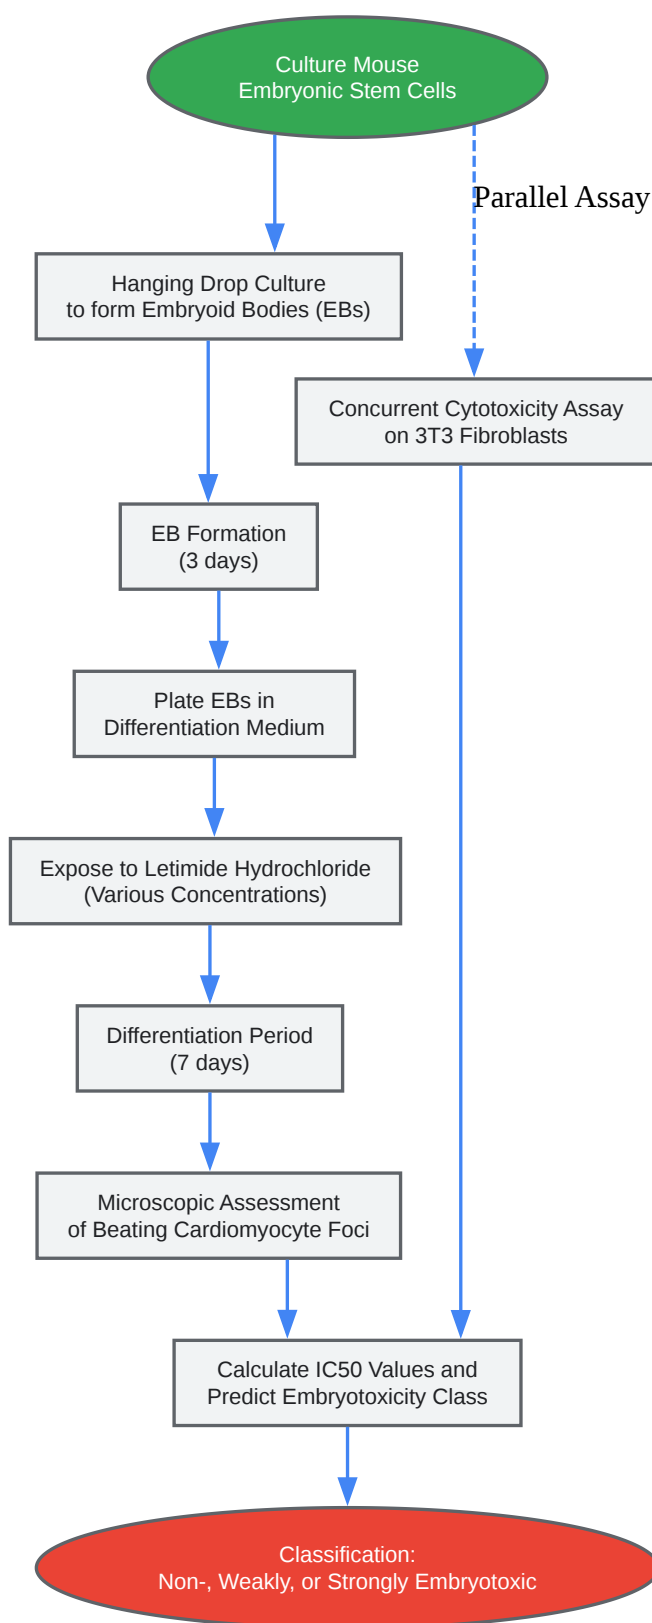 Culture Mouse
Embryonic Stem Cells
Parallel Assay
Hanging Drop Culture
to form Embryoid Bodies (EBs)
Concurrent Cytotoxicity Assay
on 3T3 Fibroblasts
EB Formation
(3 days)
Plate EBs in
Differentiation Medium
Expose to Letimide Hydrochloride
(Various Concentrations)
Differentiation Period
(7 days)
Microscopic Assessment
of Beating Cardiomyocyte Foci
Calculate IC50 Values and
Predict Embryotoxicity Class
Classification:
Non-, Weakly, or Strongly Embryotoxic